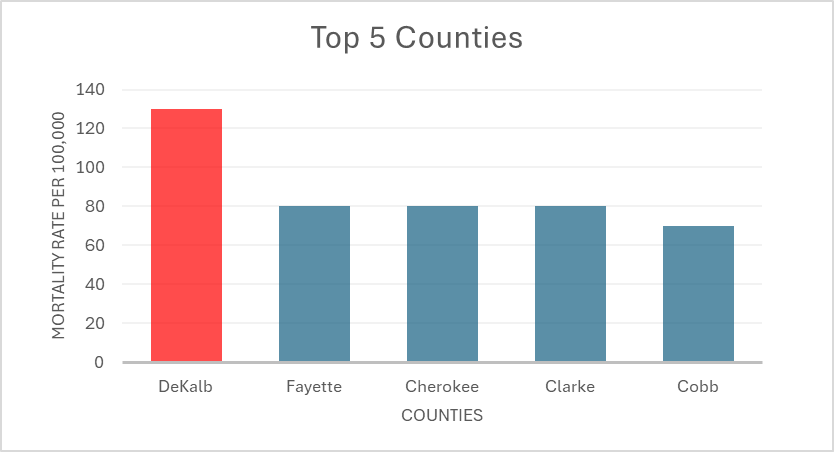 Top 5 Counties
MORTALITY RATE PER 100,000
140
120
100
80
60
40
20
0
DeKalb Fayette Cherokee Clarke Cobb
COUNTIES